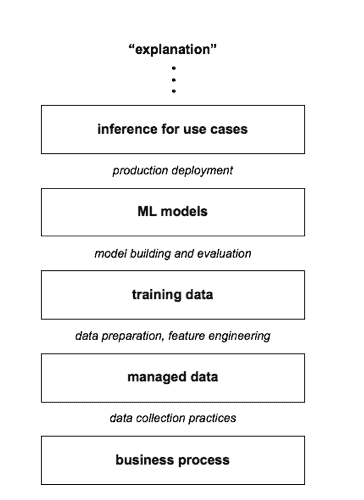 “explanation”
inference for use cases
production deployment
ML models
model building and evaluation
training data
data preparation, feature engineering
managed data
data collection practices
business process